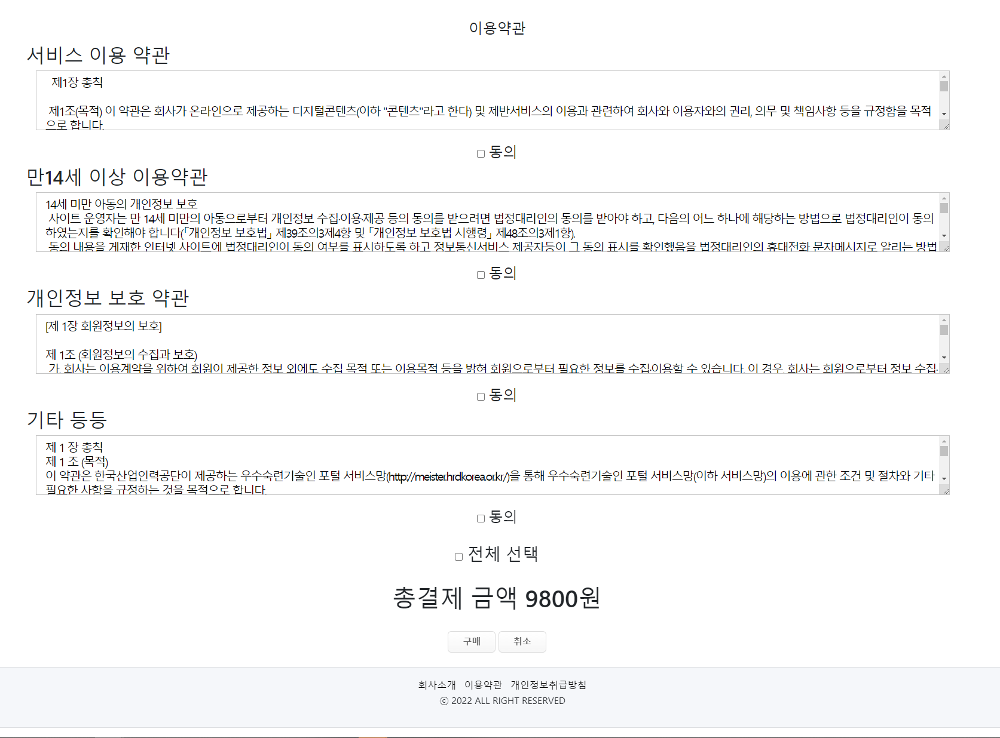 이용약관
서비스 이용 약관
제1장 총칙
제1조(목적) 이 약관은 회사가 온라인으로 제공하는 디지털콘텐츠(이하 "콘텐츠"라고 한다) 및 제반서비스의 이용과 관련하여 회사와 이용자와의 권리, 의무 및 책임사항 등을 규정함을 목적
으로 합니다.
동의
만14세 이상 이용약관
14세 미만 아동의 개인정보 보호
사이트 운영자는 만 14세 미만의 아동으로부터 개인정보 수집·이용·제공 등의 동의를 받으려면 법정대리인의 동의를 받아야 하고, 다음의 어느 하나에 해당하는 방법으로 법정대리인이 동의
하였는지를 확인해야 합니다(「개인정보 보호법」 제39조의3제4항 및 「개인정보 보호법 시행령」 제48조의3제1항).
동의 내용을 게재한 인터넷 사이트에 법정대리인이 동의 여부를 표시하도록 하고 정보통신서비스 제공자등이 그 동의 표시를 확인했음을 법정대리인의 휴대전화 문자메시지로 알리는 방법
동의
개인정보 보호 약관
[제 1장 회원정보의 보호]
제 1조 (회원정보의 수집과 보호)
가. 회사는 이용계약을 위하여 회원이 제공한 정보 외에도 수집 목적 또는 이용목적 등을 밝혀 회원으로부터 필요한 정보를 수집·이용할 수 있습니다. 이 경우, 회사는 회원으로부터 정보 수집·
동의
기타 등등
제 1 장 총칙
제 1 조 (목적)
이 약관은 한국산업인력공단이 제공하는 우수숙련기술인 포털 서비스망(http://meister.hrdkorea.or.kr/)을 통해 우수숙련기술인 포털 서비스망(이하 서비스망)의 이용에 관한 조건 및 절차와 기타
필요한 사항을 규정하는 것을 목적으로 합니다.
동의
전체 선택
총결제 금액 9800원
구매 취소
회사소개 이용약관 개인정보취급방침
ⓒ 2022 ALL RIGHT RESERVED